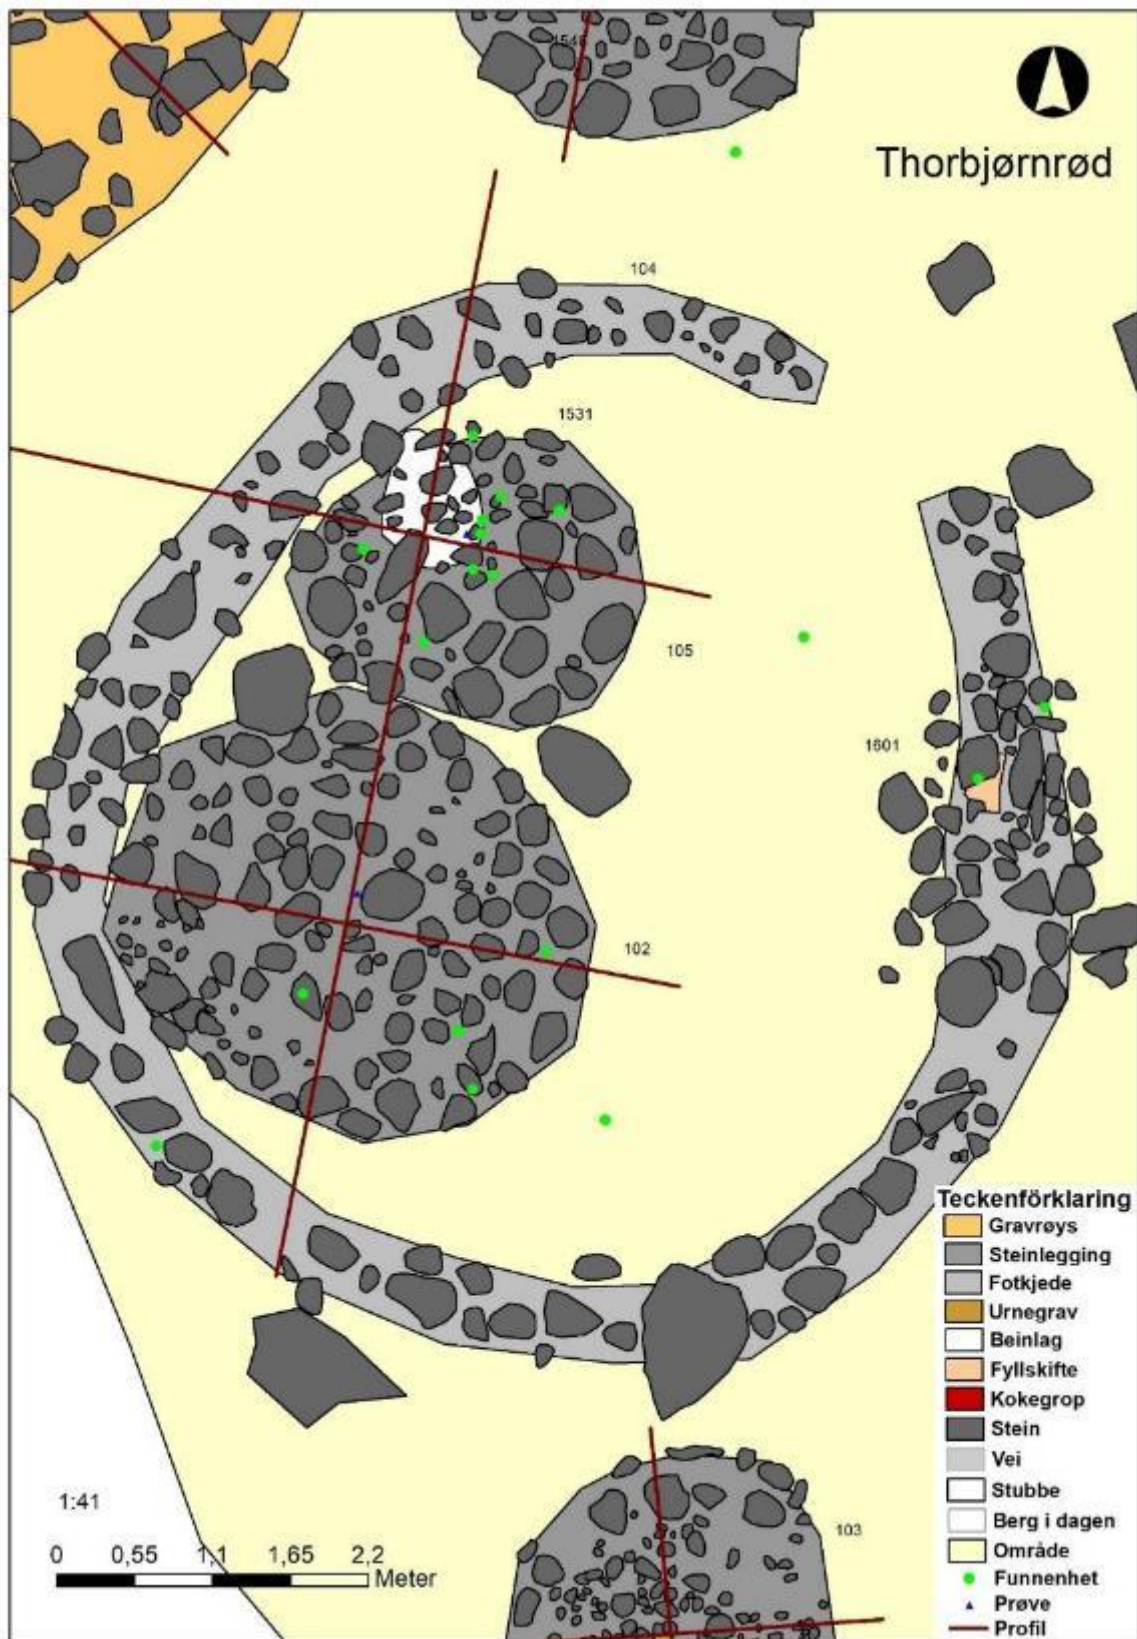 1546
Thorbjørnrød
104
1531
105
1601
102
Teckenförklaring
Gravrøys
Steinlegging
Fotkjede
Urnegrav
Beinlag
Fyllskifte
Kokegrop
Stein
Vei
Stubbe
Berg i dagen
Område
Funnenhet
Prøve
Profil
1:41
0 0,55 1,1 1,65 2,2
Meter
103